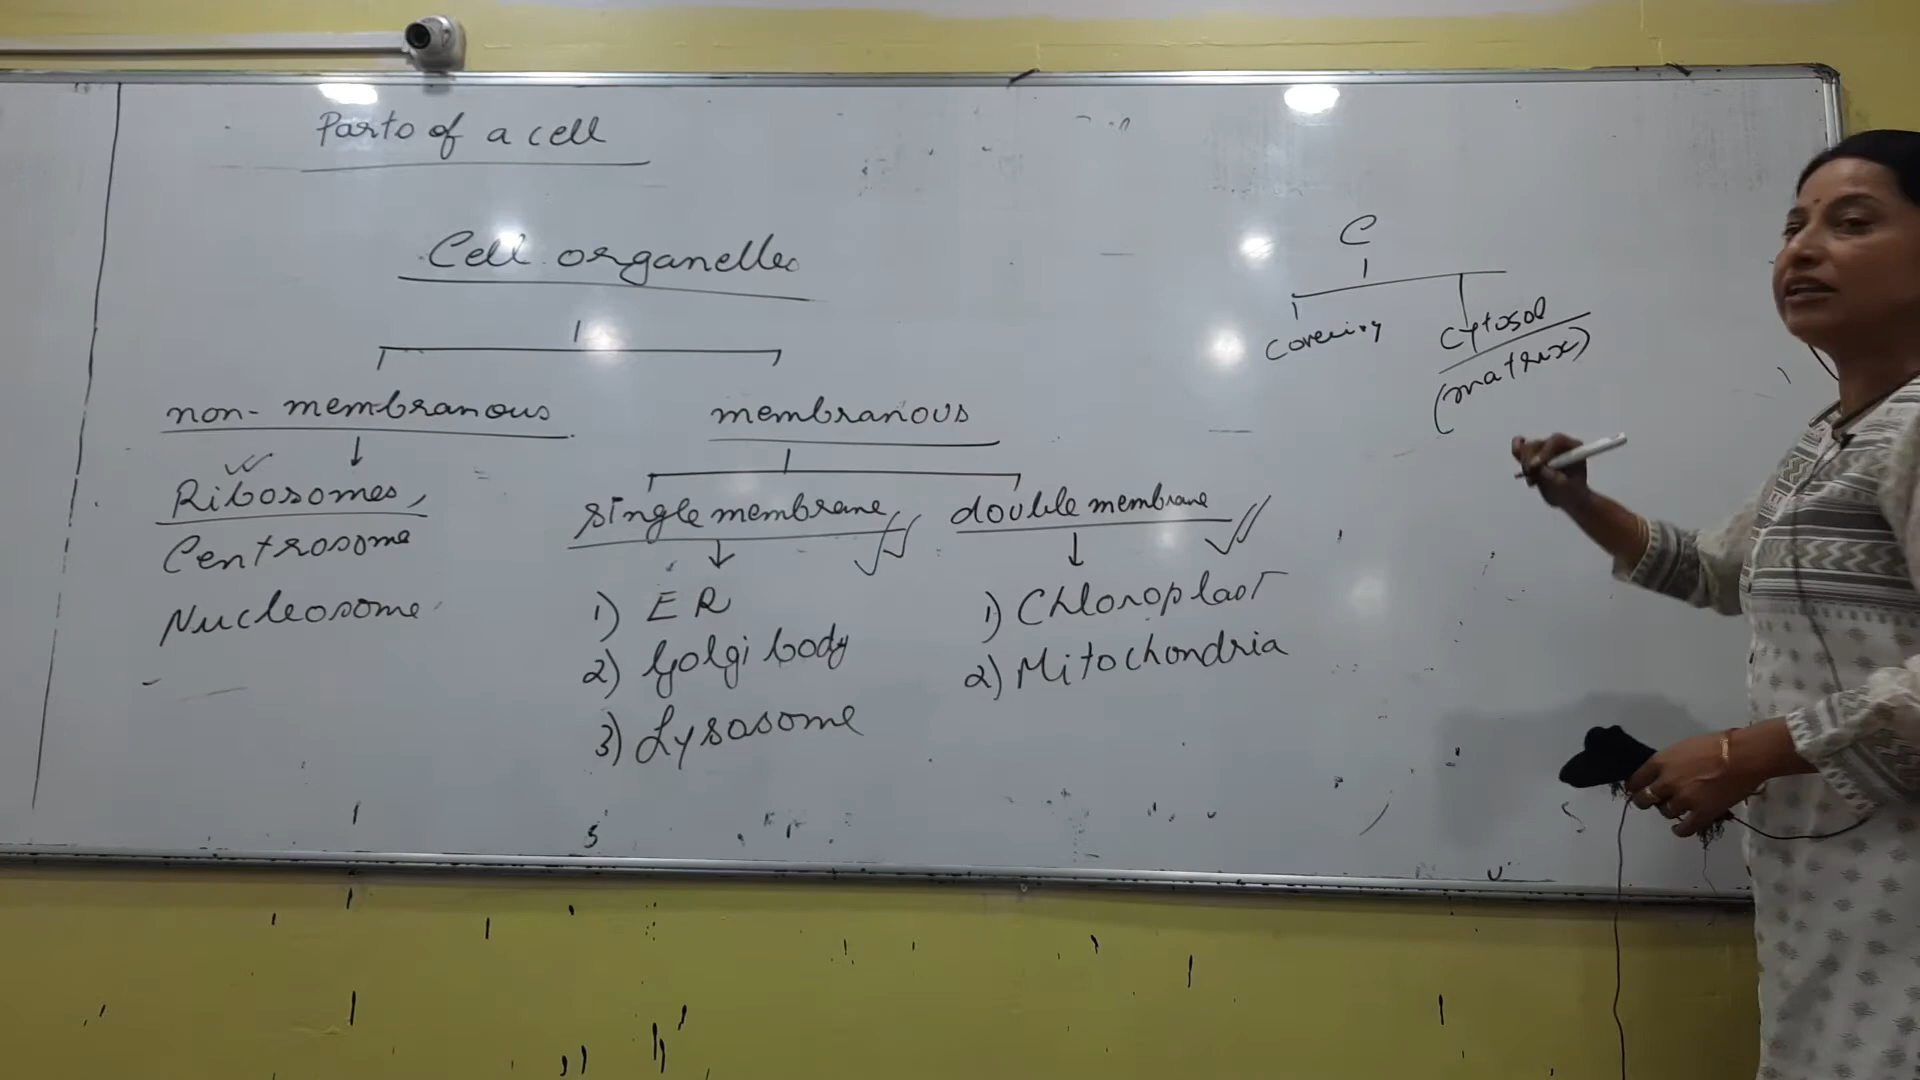 Parts of a cell
Cell organelles
non-membranous
membranous
Ribosomes,
Centrosome
Nucleosome
single membrane
1) ER
2) Golgi body
3) Lysosome
double membrane
1) Chloroplast
2) Mitochondria
C
Covering
Cytosol
(matrix)